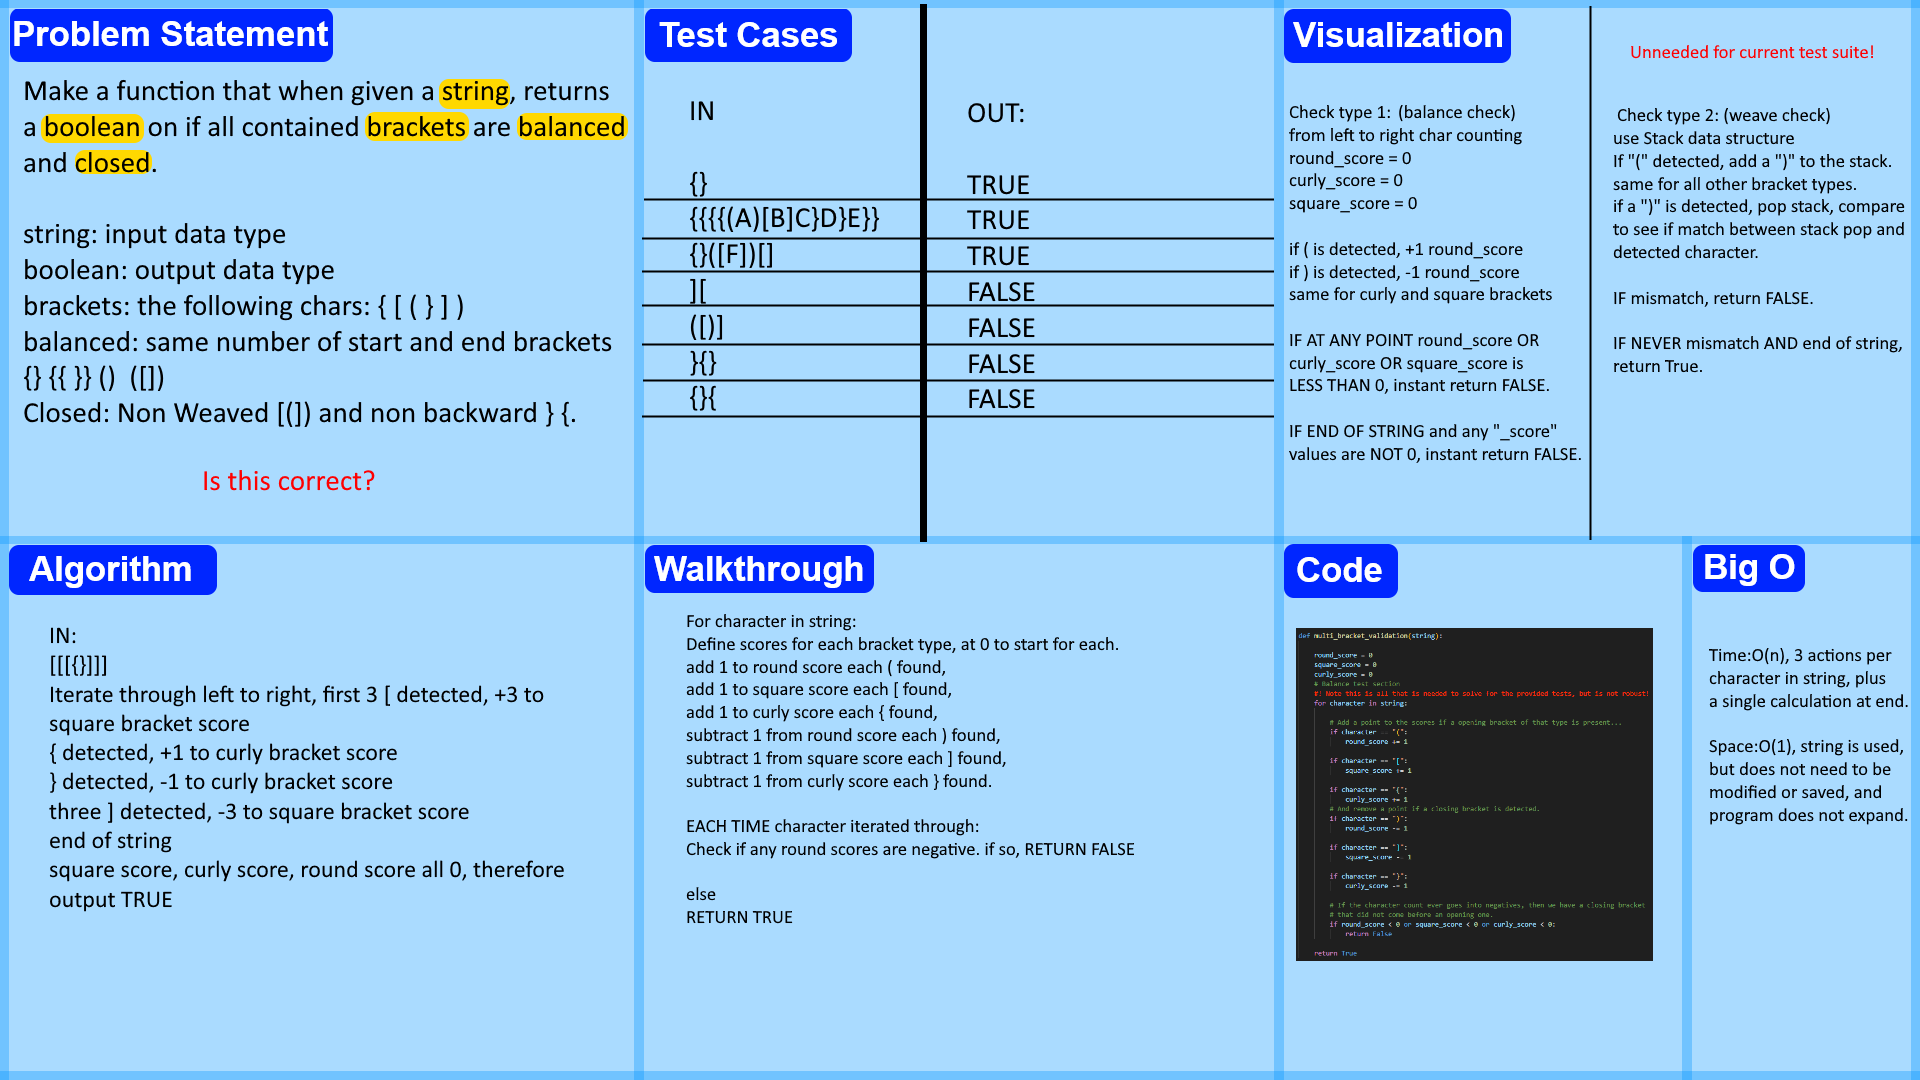 Problem Statement
Make a function that when given a string, returns
a boolean on if all contained brackets are balanced
and closed.
string: input data type
boolean: output data type
brackets: the following chars: { [ ( } ] )
balanced: same number of start and end brackets
{} {{ }} ()  ([])
Closed: Non Weaved [(]) and non backward } {.
Is this correct?
Test Cases
IN
OUT:
{}
TRUE
{{{{(A)[B]C}D}E}}
TRUE
{}([F])[]
TRUE
][
FALSE
([)]
FALSE
}{}
FALSE
{}{
FALSE
Visualization
Check type 1:  (balance check)
from left to right char counting
round_score = 0
curly_score = 0
square_score = 0
if ( is detected, +1 round_score
if ) is detected, -1 round_score
same for curly and square brackets
IF AT ANY POINT round_score OR
curly_score OR square_score is
LESS THAN 0, instant return FALSE.
IF END OF STRING and any "_score"
values are NOT 0, instant return FALSE.
Unneeded for current test suite!
Check type 2: (weave check)
use Stack data structure
If "(" detected, add a ")" to the stack.
same for all other bracket types.
if a ")" is detected, pop stack, compare
to see if match between stack pop and
detected character.
IF mismatch, return FALSE.
IF NEVER mismatch AND end of string,
return True.
Algorithm
IN:
[[[{}]]]
Iterate through left to right, first 3 [ detected, +3 to
square bracket score
{ detected, +1 to curly bracket score
} detected, -1 to curly bracket score
three ] detected, -3 to square bracket score
end of string
square score, curly score, round score all 0, therefore
output TRUE
Walkthrough
For character in string:
Define scores for each bracket type, at 0 to start for each.
add 1 to round score each ( found,
add 1 to square score each [ found,
add 1 to curly score each { found,
subtract 1 from round score each ) found,
subtract 1 from square score each ] found,
subtract 1 from curly score each } found.
EACH TIME character iterated through:
Check if any round scores are negative. if so, RETURN FALSE
else
RETURN TRUE
Code
def multi_bracket_validation(string):
round_score = 0
square_score = 0
curly_score = 0
# Balance test section
#! Note this is all that is needed to solve for the provided tests, but is not robust!
for character in string:
# Add a point to the scores if a opening bracket of that type is present...
if character == "(":
round_score += 1
if character == "[":
square_score += 1
if character == "{":
curly_score += 1
# And remove a point if a closing bracket is detected.
if character == ")":
round_score -= 1
if character == "]":
square_score -= 1
if character == "}":
curly_score -= 1
# If the character count ever goes into negatives, then we have a closing bracket
# that did not come before an opening one.
if round_score < 0 or square_score < 0 or curly_score < 0:
return False
return True
Big O
Time:O(n), 3 actions per
character in string, plus
a single calculation at end.
Space:O(1), string is used,
but does not need to be
modified or saved, and
program does not expand.